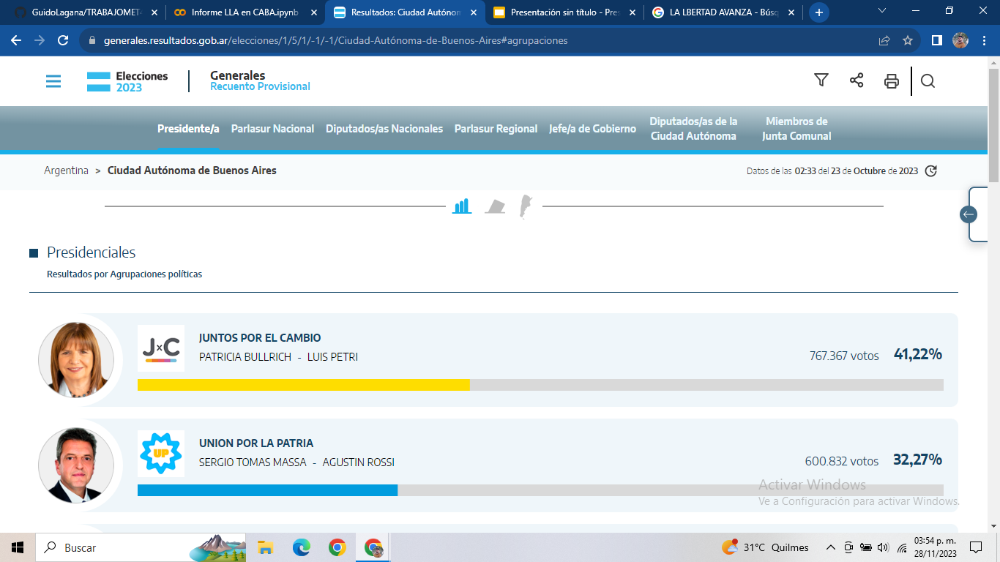 GuidoLagana/TRABAJOMET
Informe LLA en CABA.ipynb
Resultados: Ciudad Autónom
Presentación sin título - Pres
LA LBERTAD AVANZA - Búsq
generales.resultados.gob.ar/elecciones/1/5/1/-1/-1/Ciudad-Autónoma-de-Buenos-Aires#agrupaciones
Elecciones
2023
Generales
Recuento Provisional
Presidente/a
Parlasur Nacional
Diputados/as Nacionales
Parlasur Regional
Jefe/a de Gobierno
Diputados/as de la
Ciudad Autónoma
Miembros de
Junta Comunal
Argentina > Ciudad Autónoma de Buenos Aires
Datos de las 02:33 del 23 de Octubre de 2023
Presidenciales
Resultados por Agrupaciones políticas
JxC
JUNTOS POR EL CAMBIO
PATRICIA BULLRICH - LUIS PETRI
767.367 votos 41,22%
UP
UNION POR LA PATRIA
SERGIO TOMAS MASSA - AGUSTIN ROSSI
600.832 votos 32,27%
Activar Windows
Ve a Configuración para activar Windows.
Buscar
31°C Quilmes
03:54 p. m.
28/11/2023